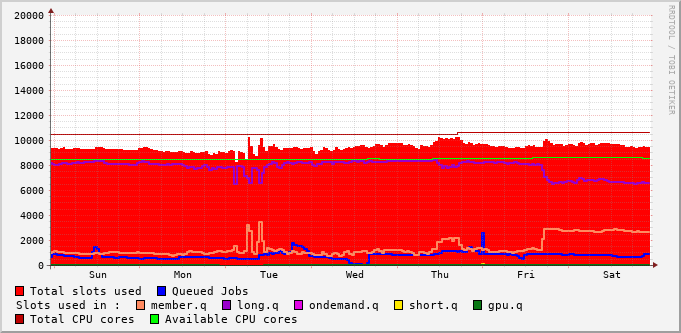 20000
18000
16000
14000
12000
10000
8000
6000
4000
2000
0
Sun Mon Tue Wed Thu Fri Sat
RRDTOOL / TOBI OETIKER
Total slots used Queued Jobs
Slots used in : member.q long.q ondemand.q short.q gpu.q
Total CPU cores Available CPU cores